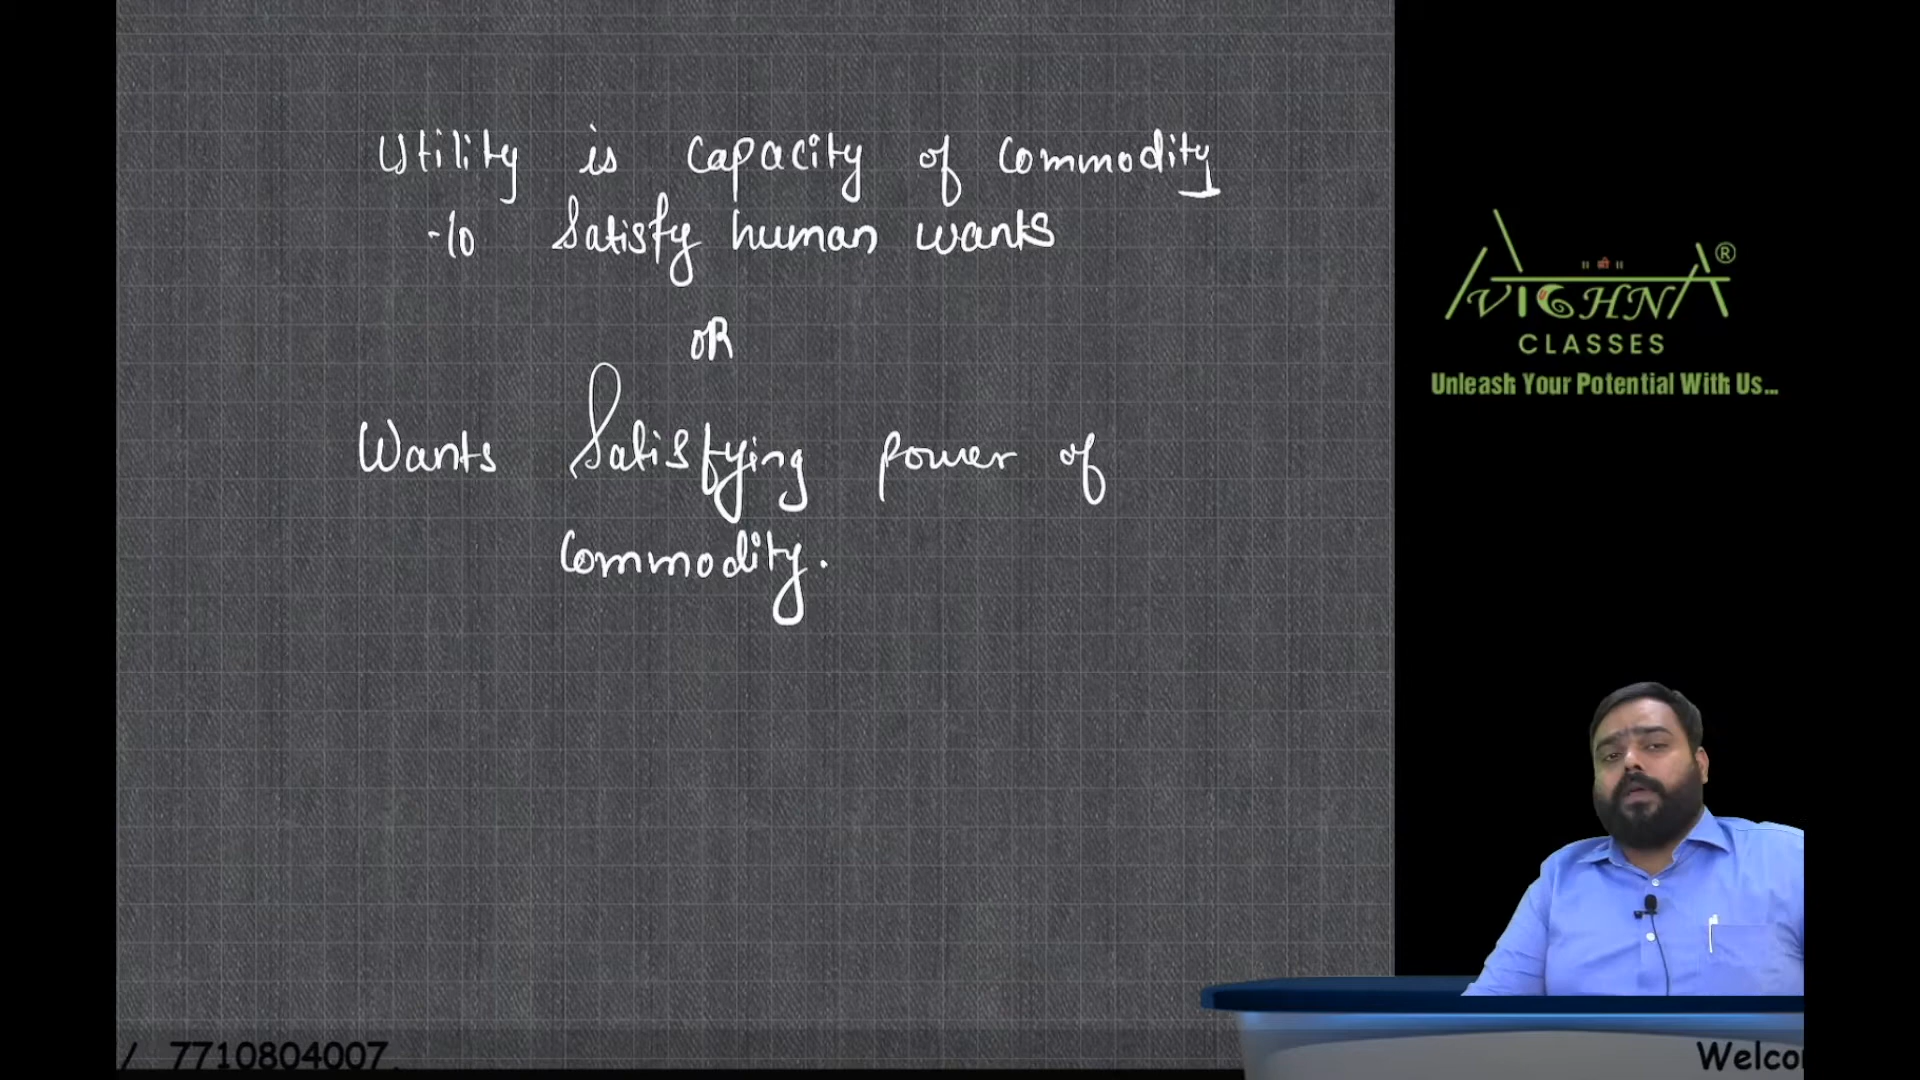 Utility is capacity of commodity
to satisfy human wants
OR
Wants Satisfying power of
commodity.
|| श्री ||
AVIGHNA®
CLASSES
Unleash Your Potential With Us...
/ 7710804007.
Welco